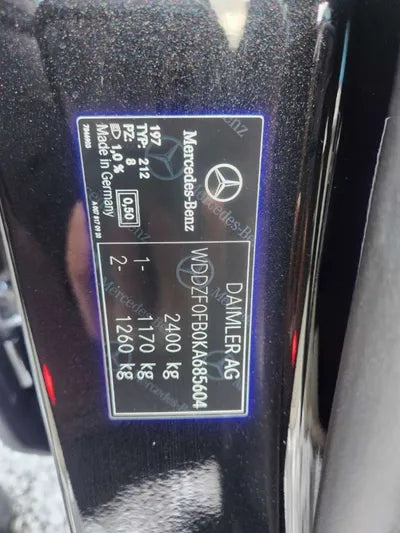 Mercedes-Benz
197
TYP: 212
PZ: 8
1,0 %
Made in Germany
0,50
DAIMLER AG
WDDZF0FB0KA685604
2400 kg
1- 1170 kg
2- 1260 kg